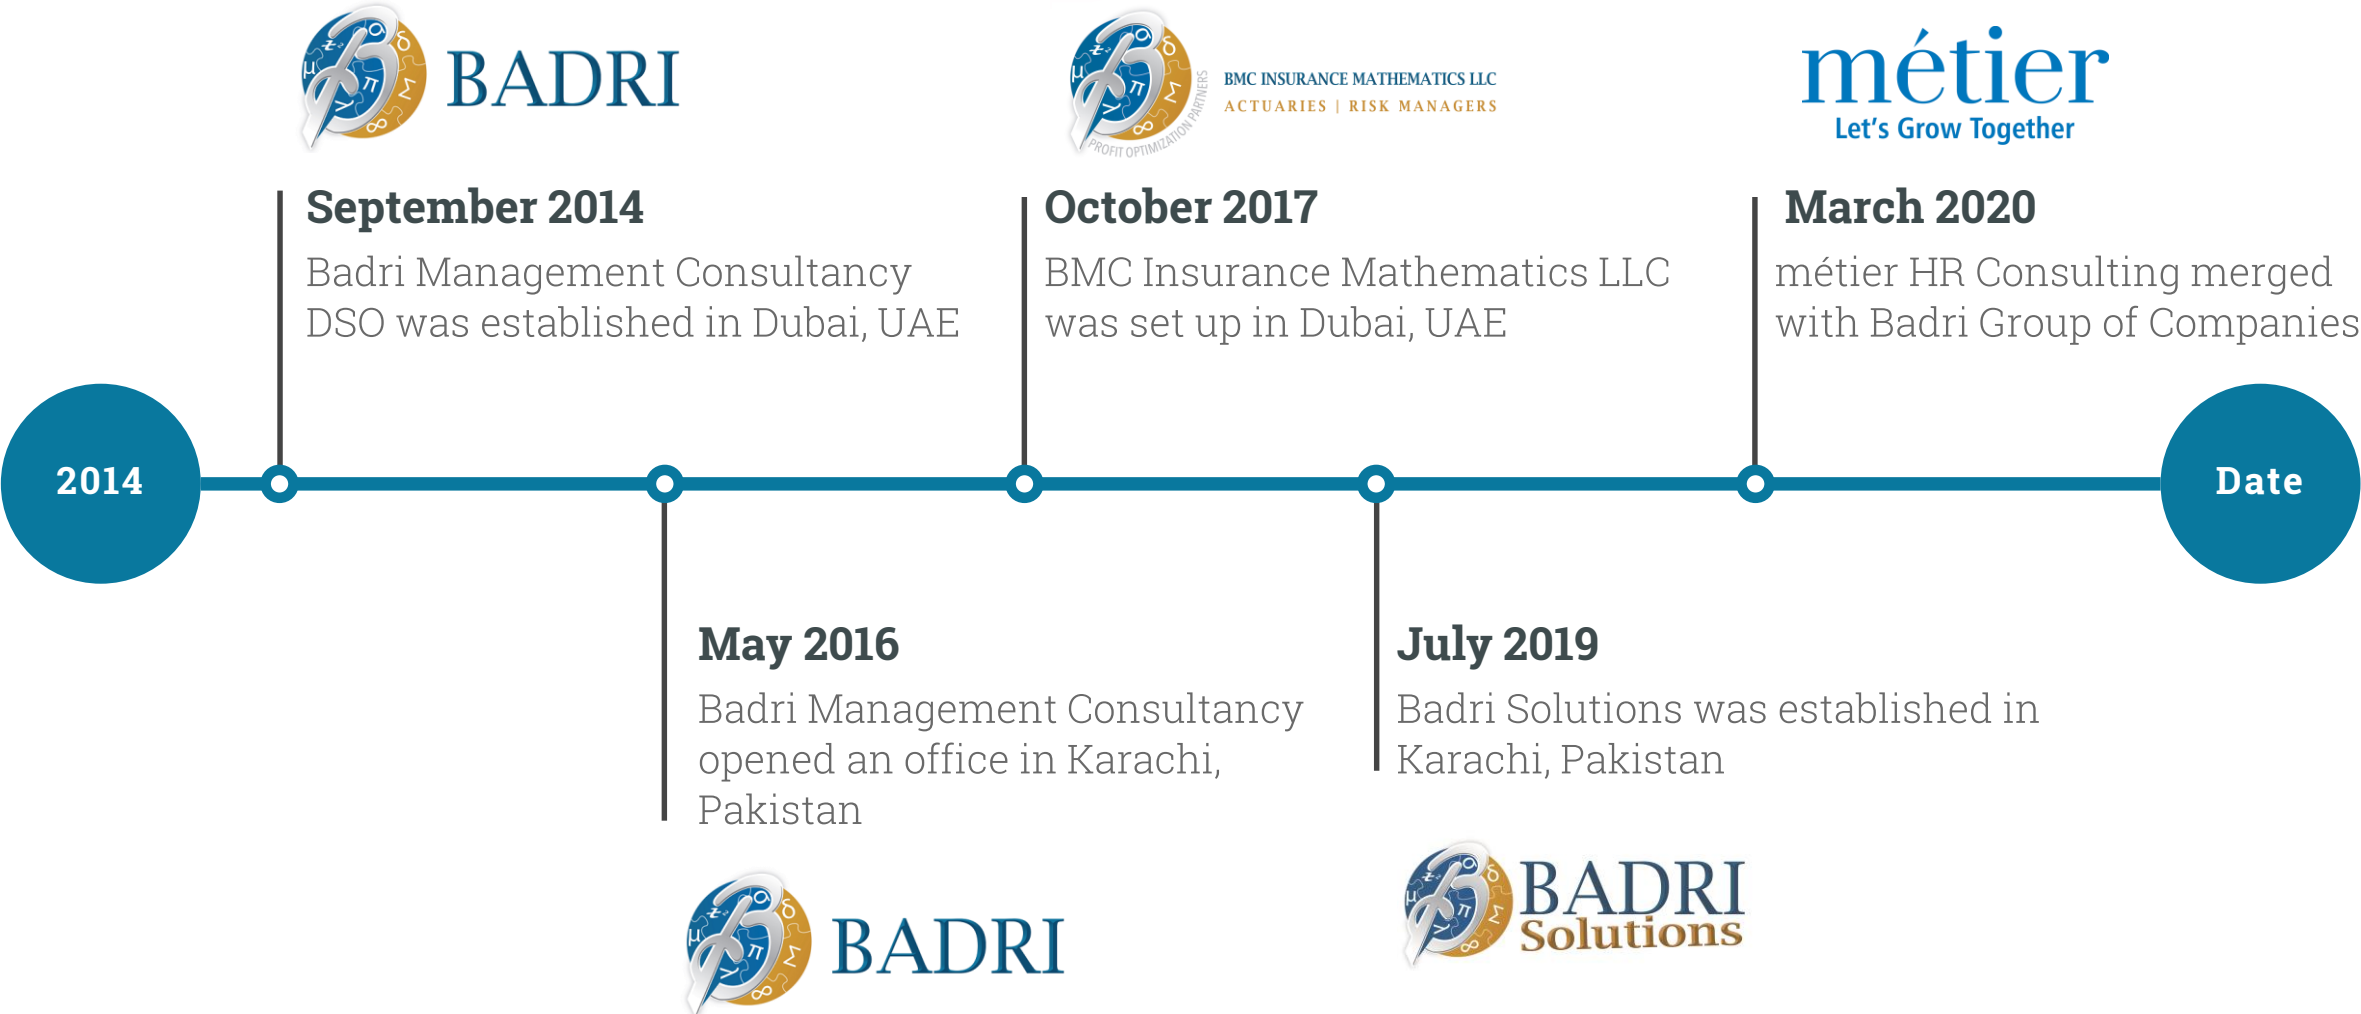 BADRI
BMC INSURANCE MATHEMATICS LLC
ACTUARIES | RISK MANAGERS
PROFIT OPTIMIZATION PARTNERS
métier
Let's Grow Together
September 2014
Badri Management Consultancy
DSO was established in Dubai, UAE
October 2017
BMC Insurance Mathematics LLC
was set up in Dubai, UAE
March 2020
métier HR Consulting merged
with Badri Group of Companies
2014
Date
May 2016
Badri Management Consultancy
opened an office in Karachi,
Pakistan
BADRI
July 2019
Badri Solutions was established in
Karachi, Pakistan
BADRI
Solutions